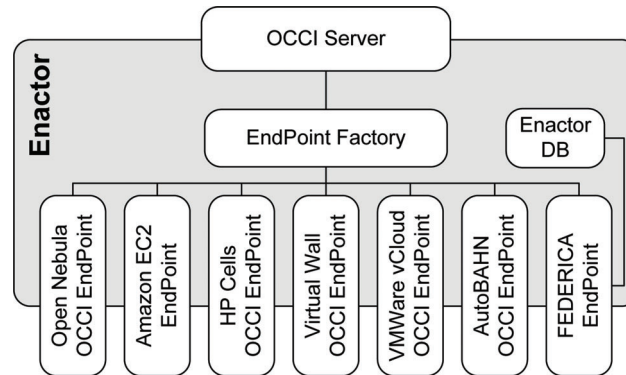 OCCI Server
Enactor
EndPoint Factory
Enactor
DB
Open Nebula
OCCI EndPoint
Amazon EC2
EndPoint
HP Cells
OCCI EndPoint
Virtual Wall
OCCI EndPoint
VMWare vCloud
OCCI EndPoint
AutoBAHN
OCCI EndPoint
FEDERICA
EndPoint